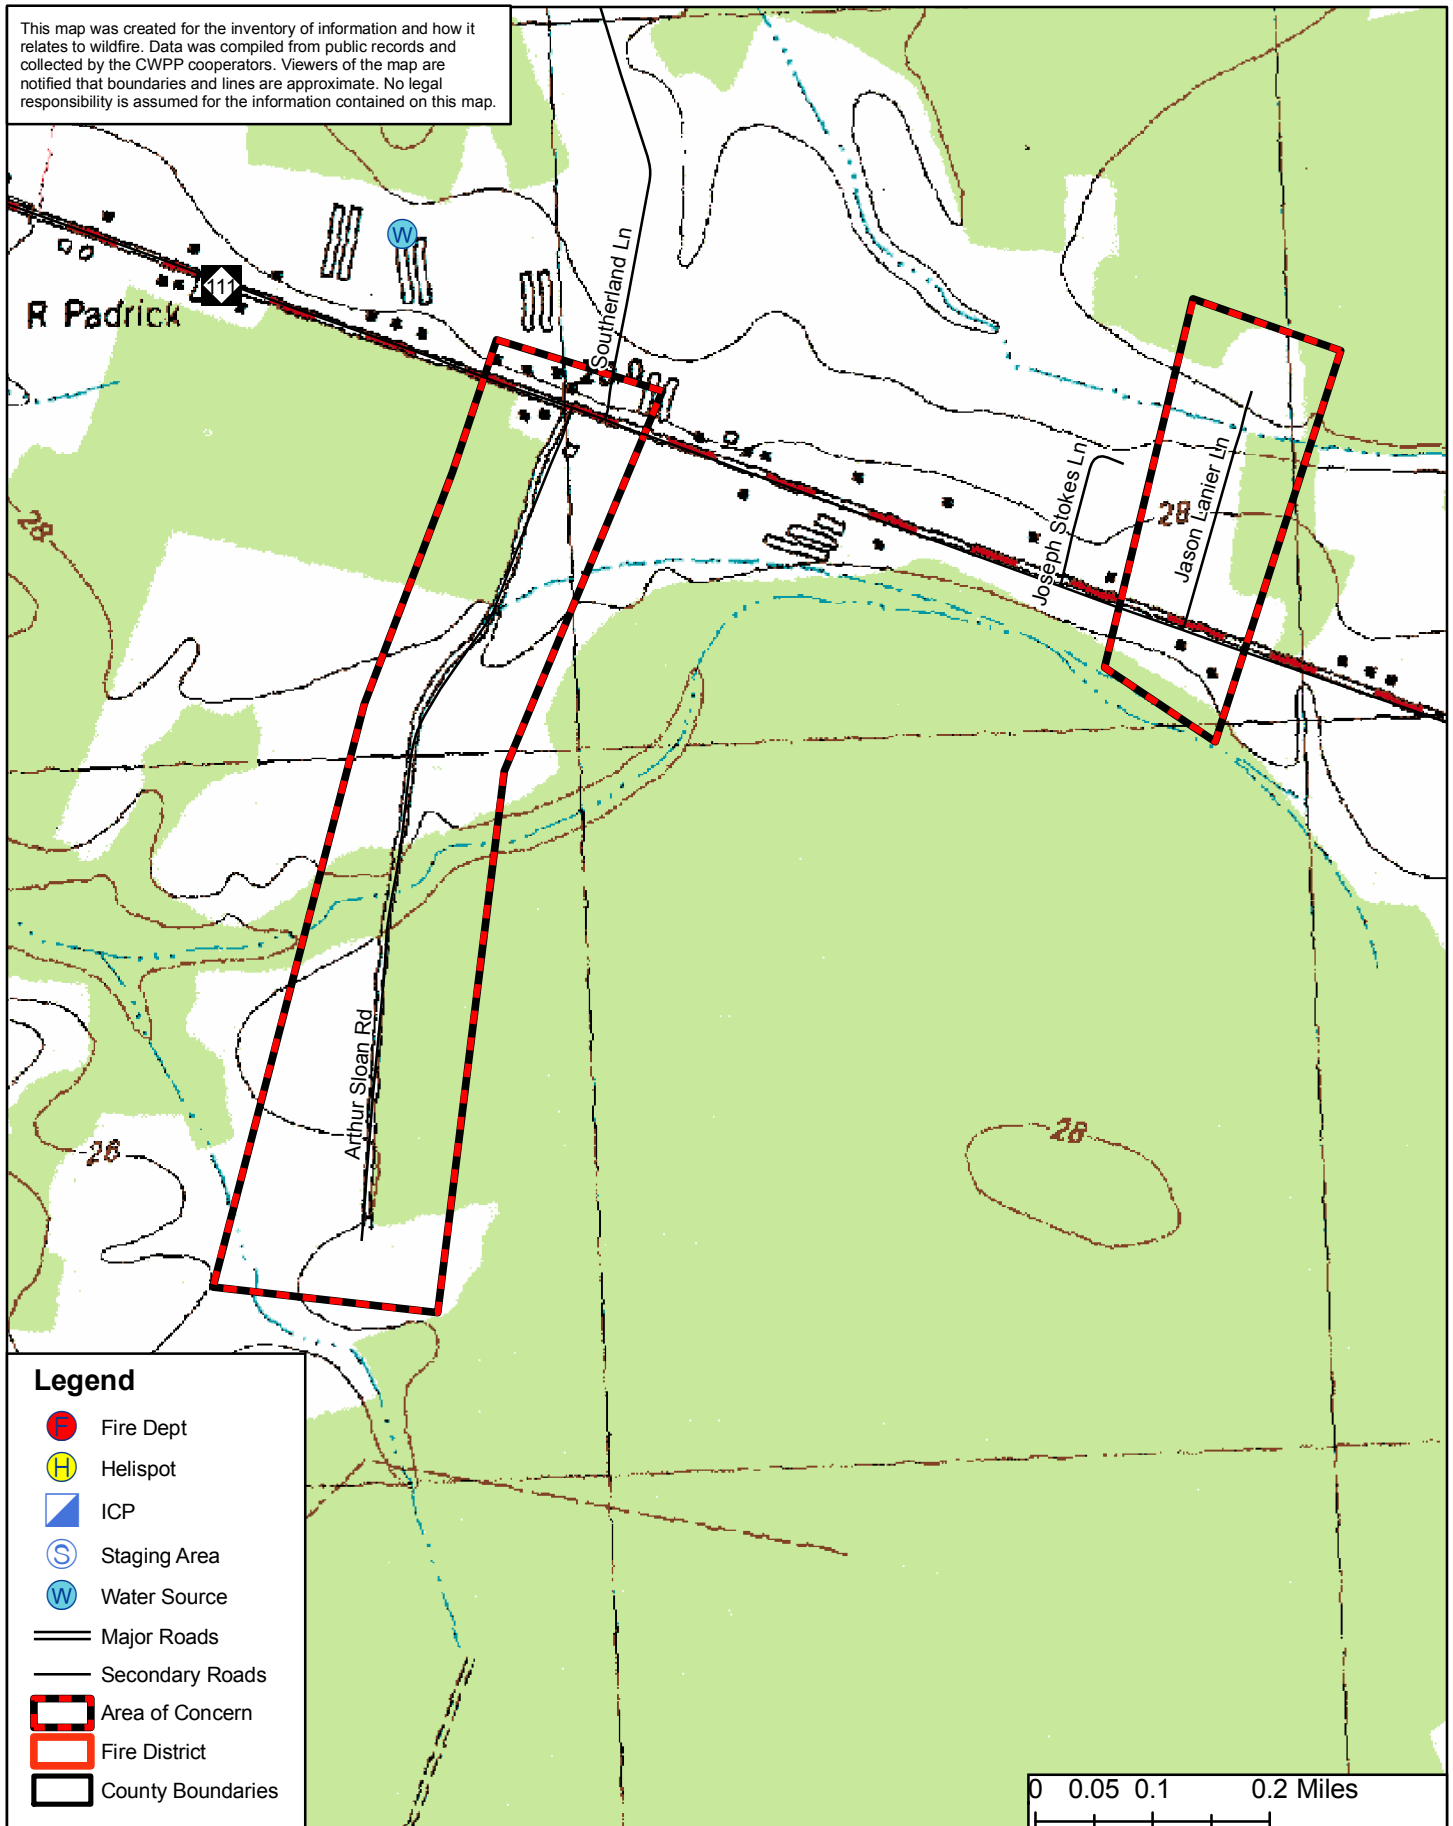 This map was created for the inventory of information and how it
relates to wildfire. Data was compiled from public records and
collected by the CWPP cooperators. Viewers of the map are
notified that boundaries and lines are approximate. No legal
responsibility is assumed for the information contained on this map.
W
111
R Padrick
Southerland Ln
Joseph Stokes Ln
28
Jason Lanier Ln
28
Arthur Sloan Rd
28
Legend
F Fire Dept
H Helispot
ICP
S Staging Area
W Water Source
Major Roads
Secondary Roads
Area of Concern
Fire District
County Boundaries
0 0.05 0.1 0.2 Miles